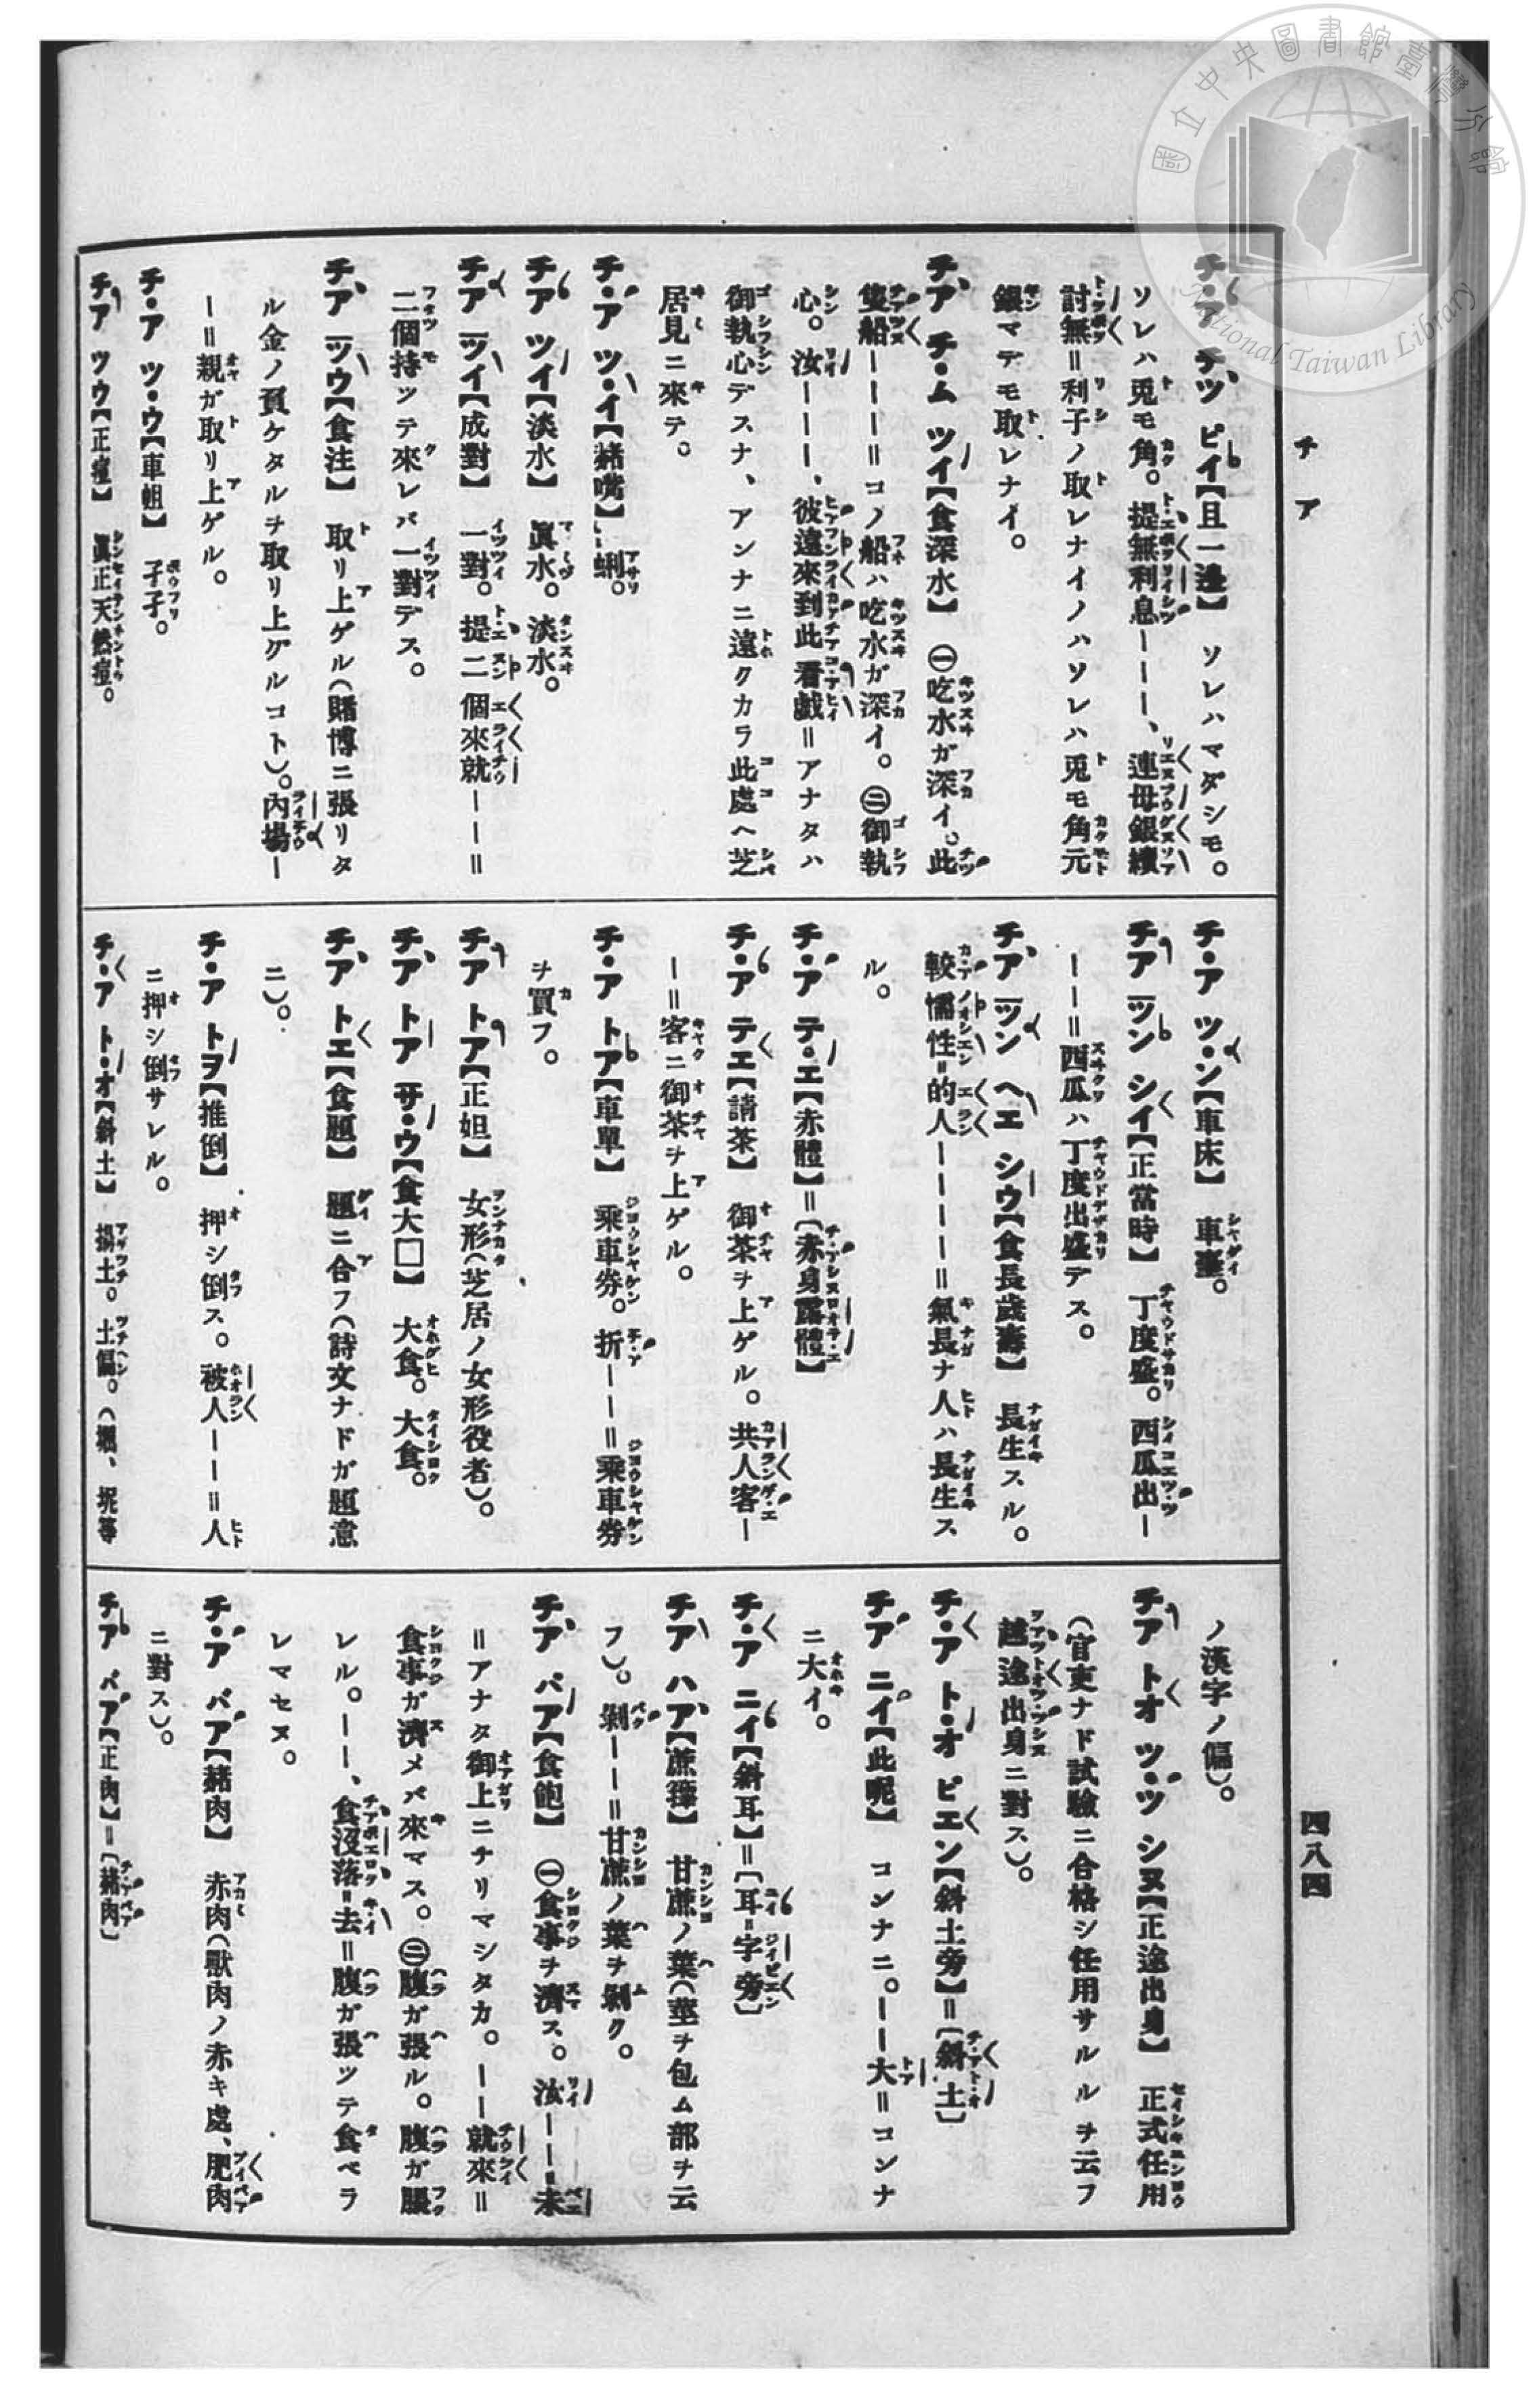 チア
四八四
チ・ア チツ ピイ【且一邊】 ソレハマダシモ。
ソレハ兎モ角。提無利息ーーー、連母銀續
討無=利子ノ取レナイノハソレハ兎モ角元
銀マデモ取レナイ。
チア チ・ム ツイ【食深水】 ㊀吃水ガ深イ。此
隻船ーーー=コノ船ハ吃水ガ深イ。㊁御執
心。汝ーーー、彼遠來到此看戲=アナタハ
御執心デスナ、アンナニ遠クカラ此處ヘ芝
居見ニ來テ。
チ・ア ツ・イ【赭嘴】 蜊。
チア ツイ【淡水】 眞水。淡水。
チア ツイ【成對】 一對。提二個來就ーー=
二個持ッテ來レバ一對デス。
チア ツウ【食注】 取リ上ゲル(賭博ニ張リタ
ル金ノ負ケタルヲ取リ上ゲルコト)。內場ー
ー=親ガ取リ上ゲル。
チ・ア ツ・ウ【車蛆】 孑孑。
チア ツウ【正痘】 眞正天然痘。
チ・ア ツ・ン【車床】 車臺。
チア ツン シイ【正當時】 丁度盛。西瓜出ー
ーー=西瓜ハ丁度出盛デス。
チア ツン ヘエ シウ【食長歲壽】 長生スル。
較懦性=的人ーーーー=氣長ナ人ハ長生ス
ル。
チ・ア テ・エ【赤體】=〔赤身露體〕
チ・ア テエ【請茶】 御茶ヲ上ゲル。共人客ー
ー=客ニ御茶ヲ上ゲル。
チ・ア トア【車單】 乘車券。折ーー=乘車券
ヲ買フ。
チア トア【正妲】 女形(芝居ノ女形役者)。
チア トア サ・ウ【食大□】 大食。大食。
チア トエ【食題】 題ニ合フ(詩文ナドガ題意
ニ)。
チ・ア トヲ【推倒】 押シ倒ス。被人ーー=人
ニ押シ倒サレル。
チ・ア ト・オ【斜土】 損土。土偏。(堀、坭等
ノ漢字ノ偏)。
チア トオ ツ・ツ シヌ【正途出身】 正式任用
(官吏ナド試驗ニ合格シ任用サルルヲ云フ
越途出身ニ對ス)。
チ・ア ト・オ ピエン【斜土旁】=〔斜土〕
チア ニイ【此呢】 コンナニ。ーー大=コンナ
ニ大イ。
チ・ア ニイ【斜耳】=〔耳=字旁〕
チア ハア【蔗籜】 甘蔗ノ葉(莖ヲ包ム部ヲ云
フ)。剝ーー=甘蔗ノ葉ヲ剝ク。
チア パア【食飽】 ㊀食事ヲ濟ス。汝ーー=未
=アナタ御上ニナリマシタカ。ーー就來=
食事ガ濟メバ來マス。㊁腹ガ張ル。腹ガ脹
レル。ーー、食沒落=去=腹ガ張ッテ食ベラ
レマセヌ。
チ・ア バア【赭肉】 赤肉(獸肉ノ赤キ處、肥肉
ニ對ス)。
チア バア【正肉】=〔赭肉〕
國立中央圖書館臺灣分館
National Taiwan Library